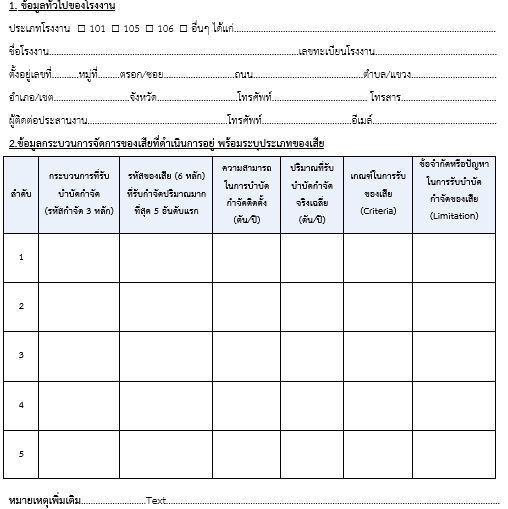 1. ข้อมูลทั่วไปของโรงงาน
ประเภทโรงงาน ☐ 101 ☐ 105 ☐ 106 ☐ อื่นๆ ได้แก่..........
ชื่อโรงงาน..........เลขทะเบียนโรงงาน..........
ตั้งอยู่เลขที่..........หมู่ที่..........ตรอก/ซอย..........ถนน..........ตำบล/แขวง..........
อำเภอ/เขต..........จังหวัด..........โทรศัพท์.......... โทรสาร..........
ผู้ติดต่อประสานงาน..........โทรศัพท์..........อีเมล์..........
2.ข้อมูลกระบวนการจัดการของเสียที่ดำเนินการอยู่ พร้อมระบุประเภทของเสีย
ลำดับ
กระบวนการที่รับ
บำบัดกำจัด
(รหัสกำจัด 3 หลัก)
รหัสของเสีย (6 หลัก)
ที่รับกำจัดปริมาณมาก
ที่สุด 5 อันดับแรก
ความสามารถ
ในการบำบัด
กำจัดติดตั้ง
(ตัน/ปี)
ปริมาณที่รับ
บำบัดกำจัด
จริงเฉลี่ย
(ตัน/ปี)
เกณฑ์ในการรับ
ของเสีย
(Criteria)
ข้อจำกัดหรือปัญหา
ในการรับบำบัด
กำจัดของเสีย
(Limitation)
1
2
3
4
5
หมายเหตุเพิ่มเติม..........Text..........